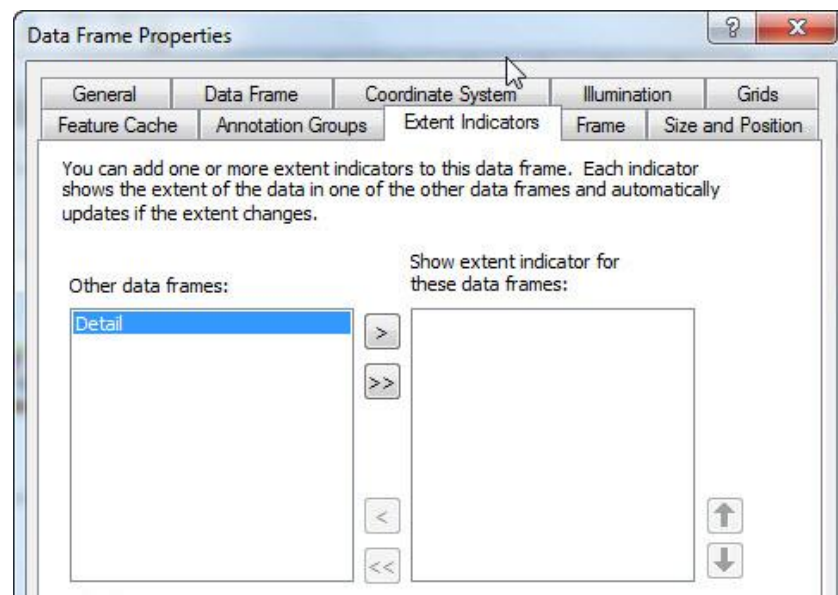 Data Frame Properties
General Data Frame Coordinate System Illumination Grids
Feature Cache Annotation Groups Extent Indicators Frame Size and Position
You can add one or more extent indicators to this data frame. Each indicator
shows the extent of the data in one of the other data frames and automatically
updates if the extent changes.
Show extent indicator for
these data frames:
Other data frames:
Detail
>
>>
<
<<